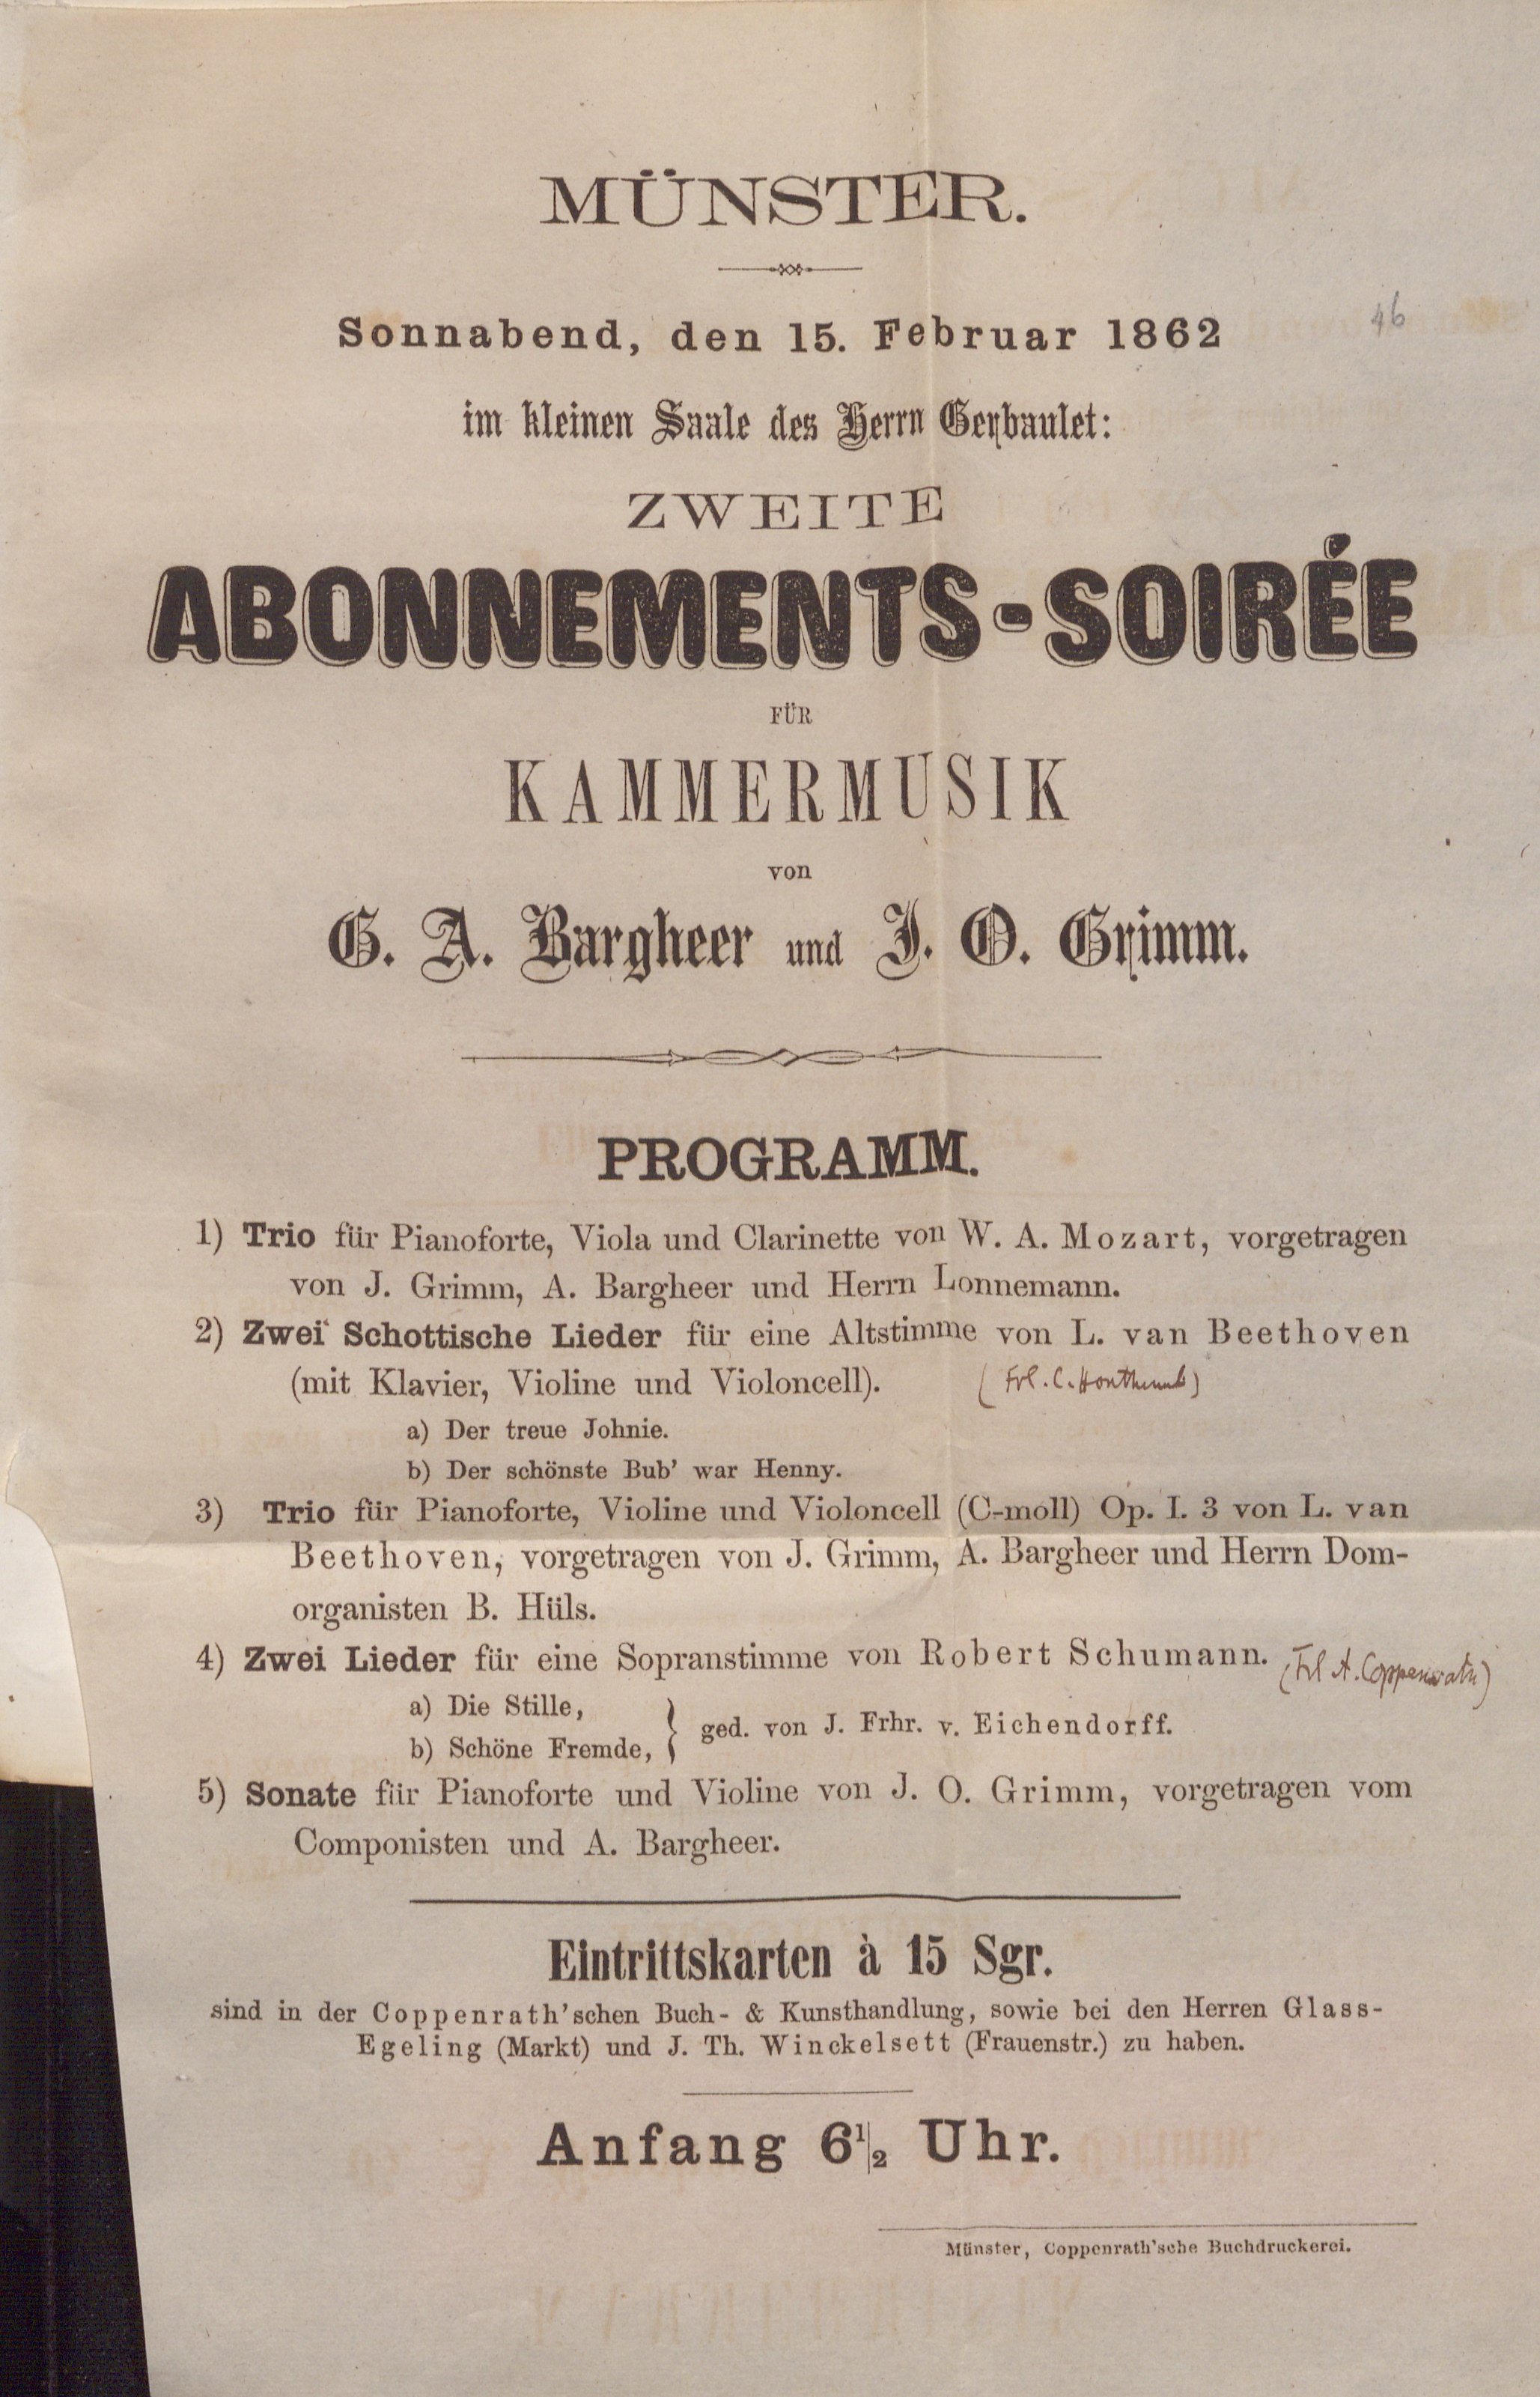 MÜNSTER.
Sonnabend, den 15. Februar 1862
46
im kleinen Saale des Herrn Gerbaulet:
ZWEITE
ABONNEMENTS-SOIRÉE
FÜR
KAMMERMUSIK
von
G. A. Bargheer und J. O. Grimm.
PROGRAMM.
1) Trio für Pianoforte, Viola und Clarinette von W. A. Mozart, vorgetragen
von J. Grimm, A. Bargheer und Herrn Lonnemann.
2) Zwei Schottische Lieder für eine Altstimme von L. van Beethoven
(mit Klavier, Violine und Violoncell). (Frl. C.
a) Der treue Johnie.
b) Der schönste Bub' war Henny.
3) Trio für Pianoforte, Violine und Violoncell (C-moll) Op. I. 3 von L. van
Beethoven, vorgetragen von J. Grimm, A. Bargheer und Herrn Dom-
organisten B. Hüls.
4) Zwei Lieder für eine Sopranstimme von Robert Schumann. (Frl A. Coppenrath)
a) Die Stille,
b) Schöne Fremde, } ged. von J. Frhr. v. Eichendorff.
5) Sonate für Pianoforte und Violine von J. O. Grimm, vorgetragen vom
Componisten und A. Bargheer.
Eintrittskarten à 15 Sgr.
sind in der Coppenrath'schen Buch- & Kunsthandlung, sowie bei den Herren Glass-
Egeling (Markt) und J. Th. Winckelsett (Frauenstr.) zu haben.
Anfang 6 1/2 Uhr.
Münster, Coppenrath'sche Buchdruckerei.